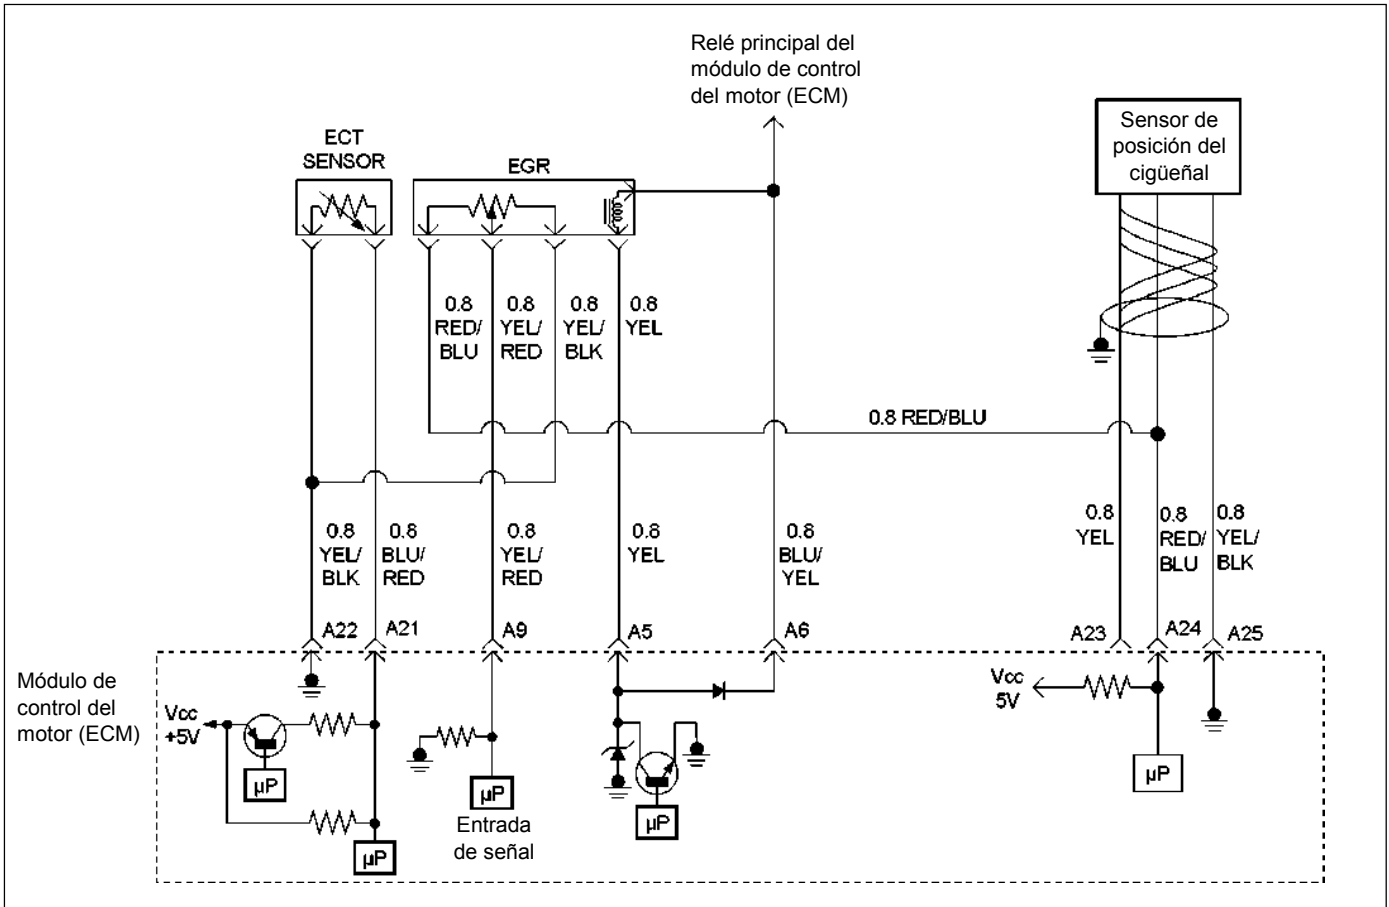 Relé principal del
módulo de control
del motor (ECM)
Sensor de
posición del
cigüeñal
ECT
SENSOR
EGR
0.8
RED/
BLU
0.8
YEL/
RED
0.8
YEL/
BLK
0.8
YEL
0.8 RED/BLU
0.8
YEL/
BLK
0.8
BLU/
RED
0.8
YEL/
RED
0.8
YEL
0.8
BLU/
YEL
0.8
YEL
0.8
RED/
BLU
0.8
YEL/
BLK
A22
A21
A9
A5
A6
A23
A24
A25
Módulo de
control del
motor (ECM)
Vcc
+5V
µP
µP
µP
Entrada
de señal
µP
Vcc
5V
µP